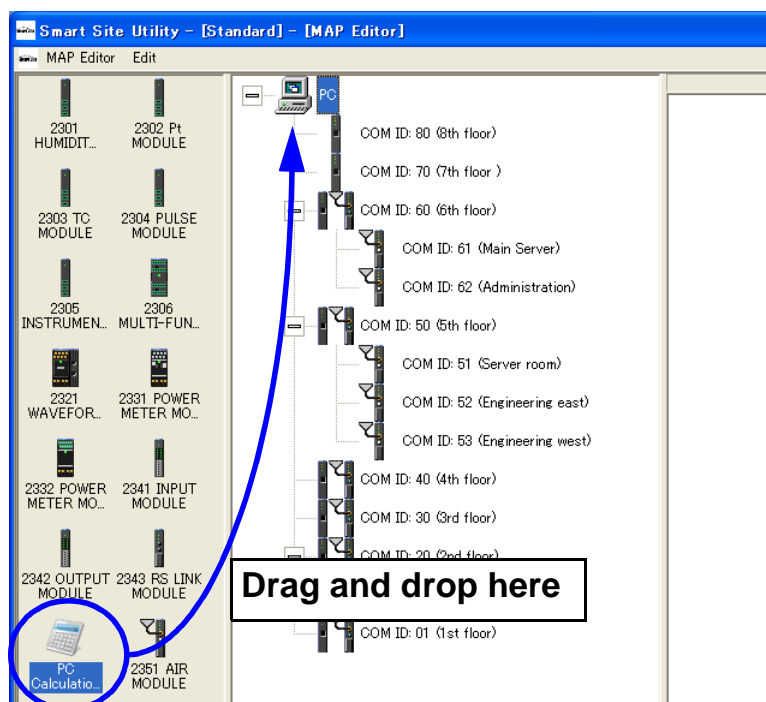 Smart Site Utility - [Standard] - [MAP Editor]
MAP Editor Edit
2301 HUMIDIT...
2302 Pt MODULE
2303 TC MODULE
2304 PULSE MODULE
2305 INSTRUMEN...
2306 MULTI-FUN...
2321 WAVEFOR...
2331 POWER METER MO...
2332 POWER METER MO...
2341 INPUT MODULE
2342 OUTPUT MODULE
2343 RS LINK MODULE
PC Calculatio...
2351 AIR MODULE
PC
COM ID: 80 (8th floor)
COM ID: 70 (7th floor )
COM ID: 60 (6th floor)
COM ID: 61 (Main Server)
COM ID: 62 (Administration)
COM ID: 50 (5th floor)
COM ID: 51 (Server room)
COM ID: 52 (Engineering east)
COM ID: 53 (Engineering west)
COM ID: 40 (4th floor)
COM ID: 30 (3rd floor)
COM ID: 20 (2nd floor)
Drag and drop here
COM ID: 01 (1st floor)